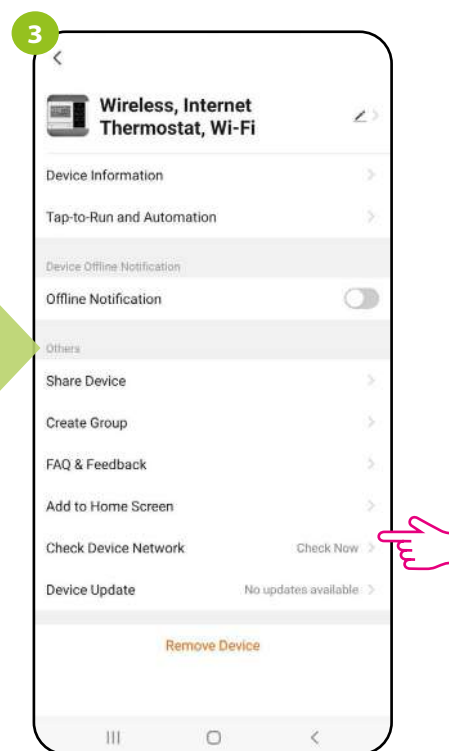 3
Wireless, Internet
Thermostat, Wi-Fi
Device Information
Tap-to-Run and Automation
Device Offline Notification
Offline Notification
Others
Share Device
Create Group
FAQ & Feedback
Add to Home Screen
Check Device Network Check Now
Device Update No updates available
Remove Device